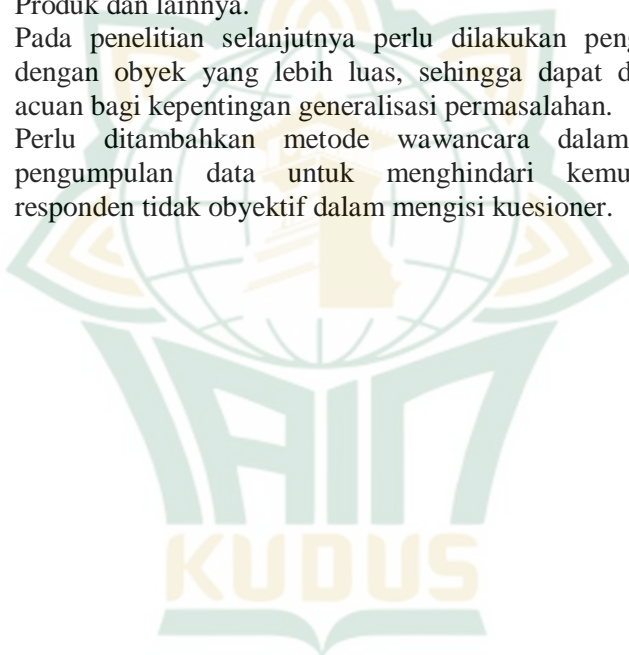 Produk dan lainnya.
Pada penelitian selanjutnya perlu dilakukan peng
dengan obyek yang lebih luas, sehingga dapat d
acuan bagi kepentingan generalisasi permasalahan.
Perlu ditambahkan metode wawancara dalam
pengumpulan data untuk menghindari kemu
responden tidak obyektif dalam mengisi kuesioner.
IAIN
KUDUS